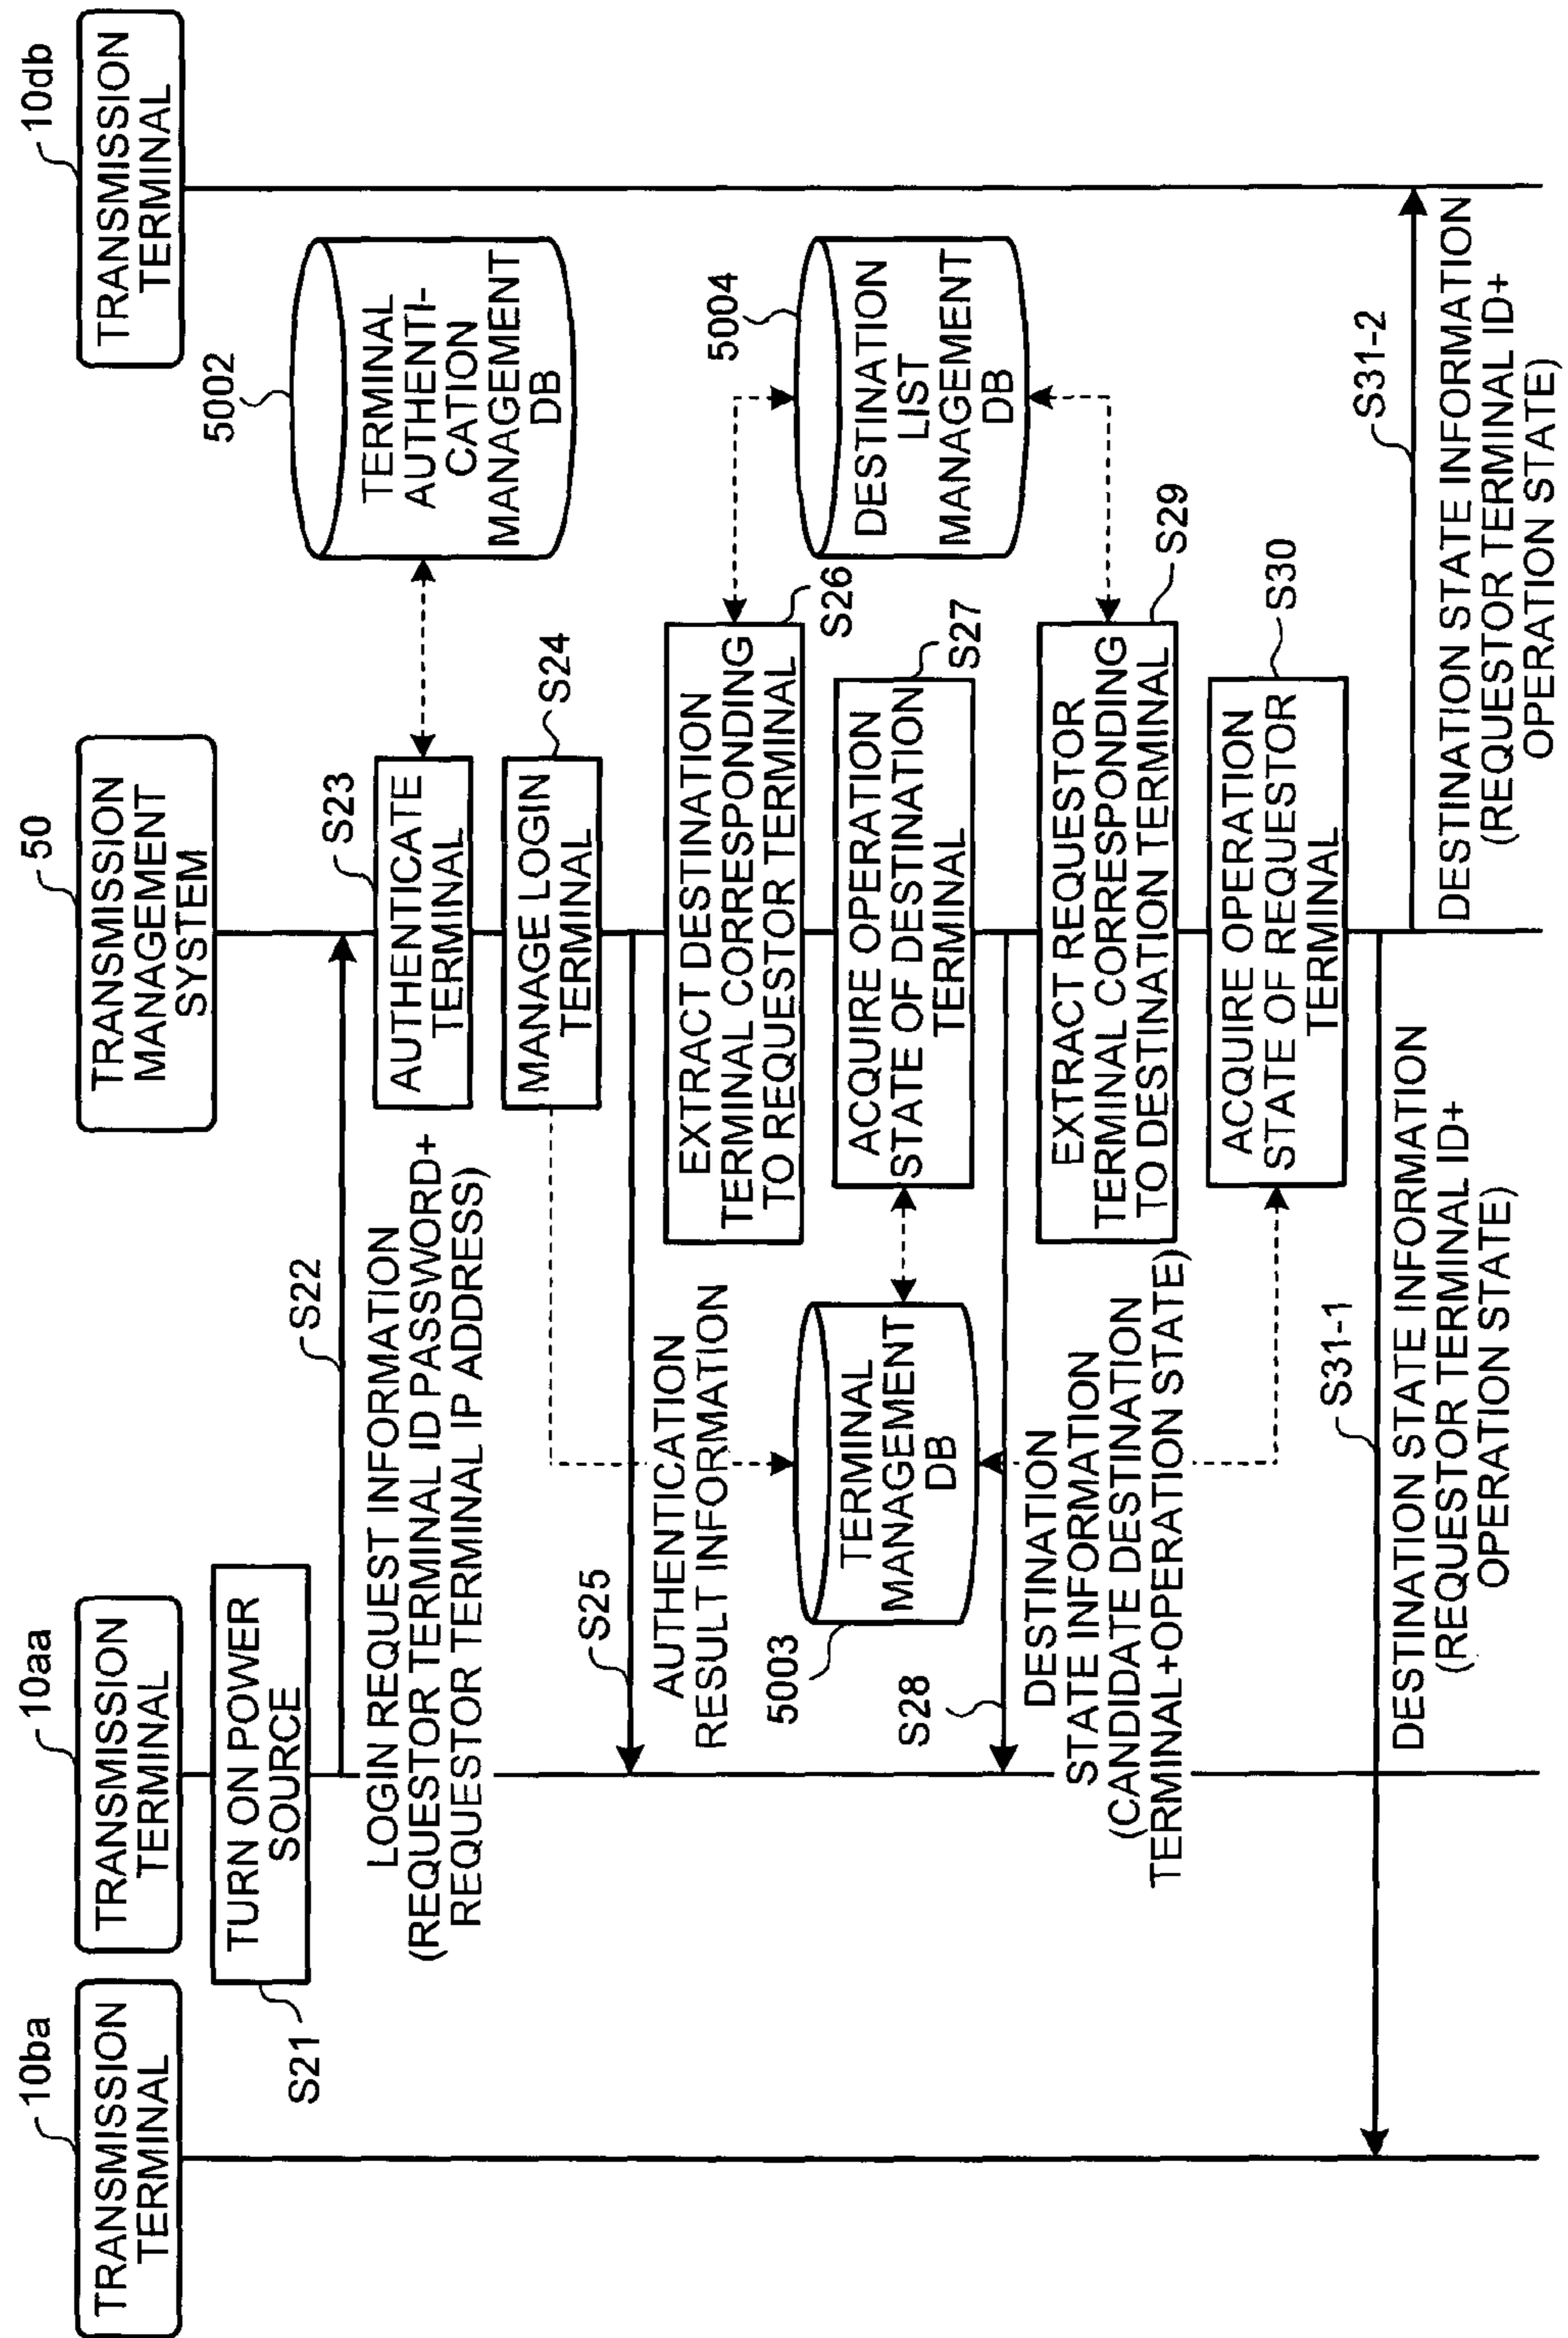 10ba
TRANSMISSION
TERMINAL
10aa
TRANSMISSION
TERMINAL
50
TRANSMISSION
MANAGEMENT
SYSTEM
10db
TRANSMISSION
TERMINAL
S21
TURN ON POWER
SOURCE
S22
LOGIN REQUEST INFORMATION
(REQUESTOR TERMINAL ID PASSWORD+
REQUESTOR TERMINAL IP ADDRESS)
S23
AUTHENTICATE
TERMINAL
5002
TERMINAL
AUTHENTI-
CATION
MANAGEMENT
DB
S24
MANAGE LOGIN
TERMINAL
S25
AUTHENTICATION
RESULT INFORMATION
S26
EXTRACT DESTINATION
TERMINAL CORRESPONDING
TO REQUESTOR TERMINAL
5004
DESTINATION
LIST
MANAGEMENT
DB
5003
TERMINAL
MANAGEMENT
DB
S27
ACQUIRE OPERATION
STATE OF DESTINATION
TERMINAL
S28
DESTINATION
STATE INFORMATION
(CANDIDATE DESTINATION
TERMINAL+OPERATION STATE)
S29
EXTRACT REQUESTOR
TERMINAL CORRESPONDING
TO DESTINATION TERMINAL
S30
ACQUIRE OPERATION
STATE OF REQUESTOR
TERMINAL
S31-1
DESTINATION STATE INFORMATION
(REQUESTOR TERMINAL ID+
OPERATION STATE)
S31-2
DESTINATION STATE INFORMATION
(REQUESTOR TERMINAL ID+
OPERATION STATE)